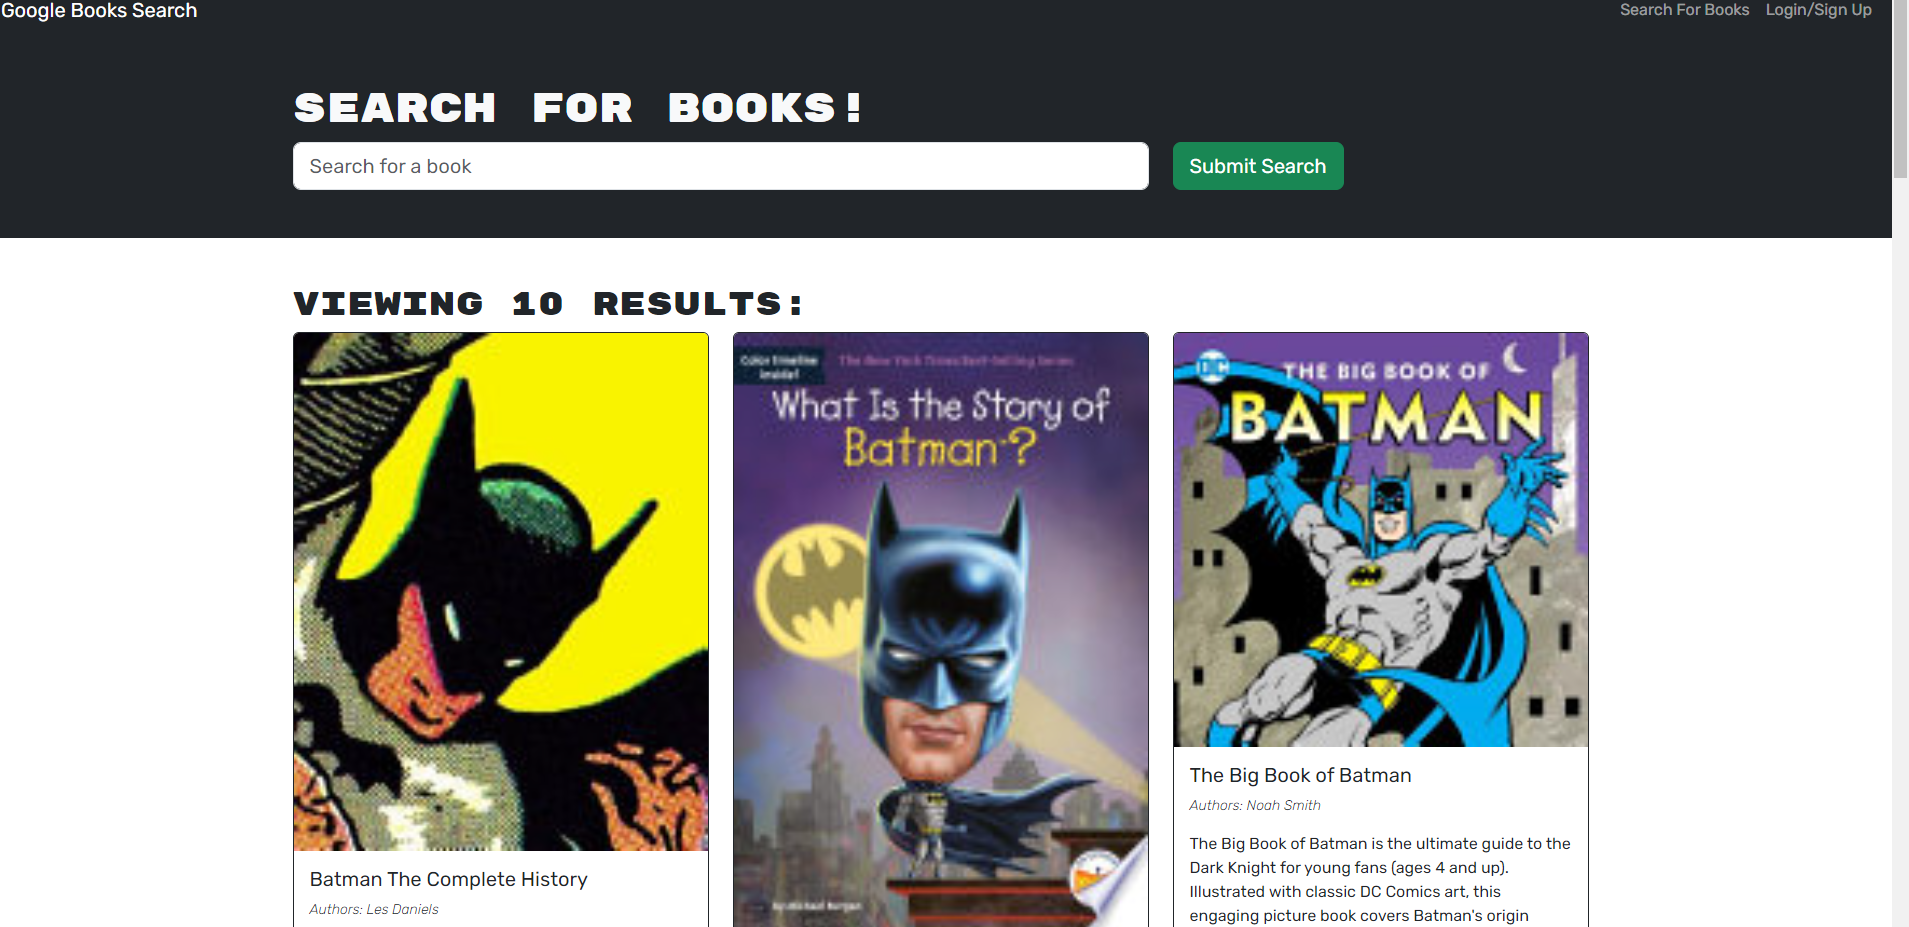 Google Books Search
Search For Books Login/Sign Up
SEARCH FOR BOOKS!
Search for a book
Submit Search
VIEWING 10 RESULTS:
Batman The Complete History
Authors: Les Daniels
Color Timeline
Inside!
The New York Times Best-Selling Series
What Is the Story of
Batman™?
by Michael Burgan
DC
THE BIG BOOK OF
BATMAN
The Big Book of Batman
Authors: Noah Smith
The Big Book of Batman is the ultimate guide to the
Dark Knight for young fans (ages 4 and up).
Illustrated with classic DC Comics art, this
engaging picture book covers Batman's origin